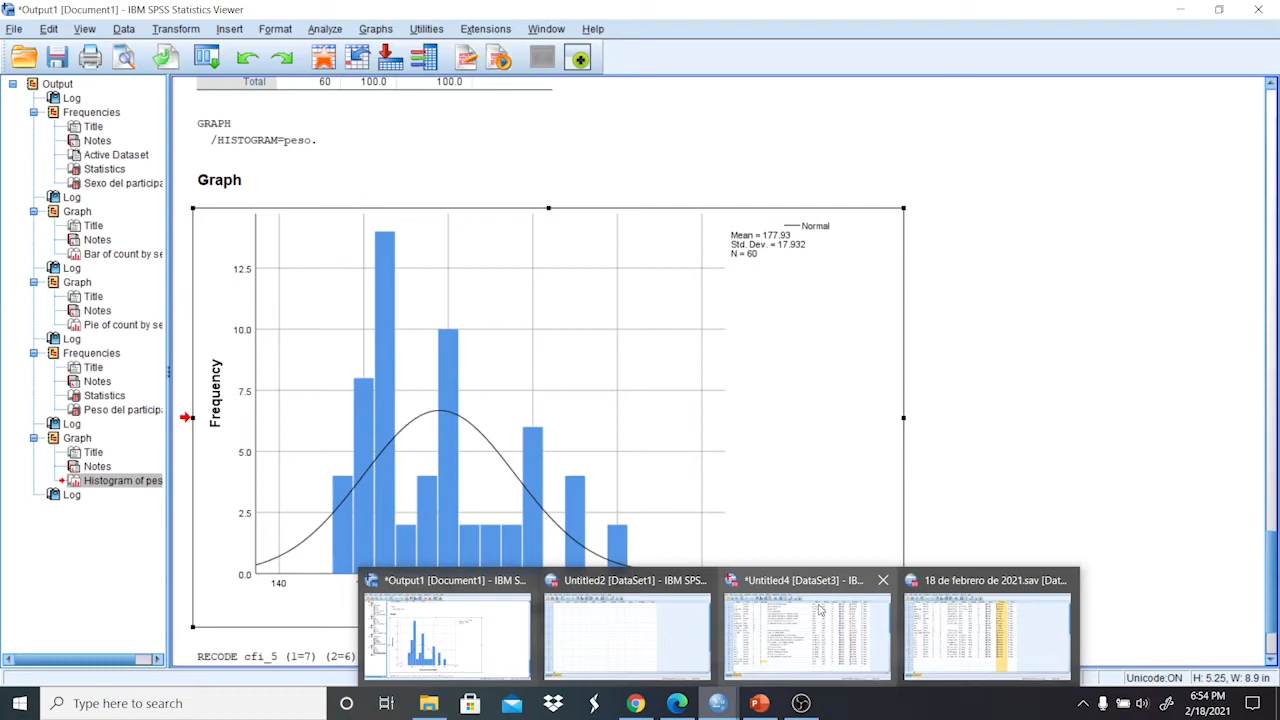 *Output1 [Document1] - IBM SPSS Statistics Viewer
File Edit View Data Transform Insert Format Analyze Graphs Utilities Extensions Window Help
Output
Log
Frequencies
Title
Notes
Active Dataset
Statistics
Sexo del participa
Log
Graph
Title
Notes
Bar of count by se
Log
Graph
Title
Notes
Pie of count by se
Log
Frequencies
Title
Notes
Statistics
Peso del particip
Log
Graph
Title
Notes
Histogram of pes
Log
Total 60 100.0 100.0
GRAPH
/HISTOGRAM=peso.
Graph
Normal
Mean = 177.93
Std. Dev. = 17.932
N = 60
Frequency
12.5
10.0
7.5
5.0
2.5
0.0
140
RECODE cfi_5 (1=7) (2=6)
*Output1 [Document1] - IBM S...
Untitled2 [DataSet1] - IBM SPS...
*Untitled4 [DataSet3] - IBM S...
18 de febrero de 2021.sav [Dat...
Unicode:ON H: 5.25, W: 8.9 in
Type here to search
6:54 PM
2/18/2021